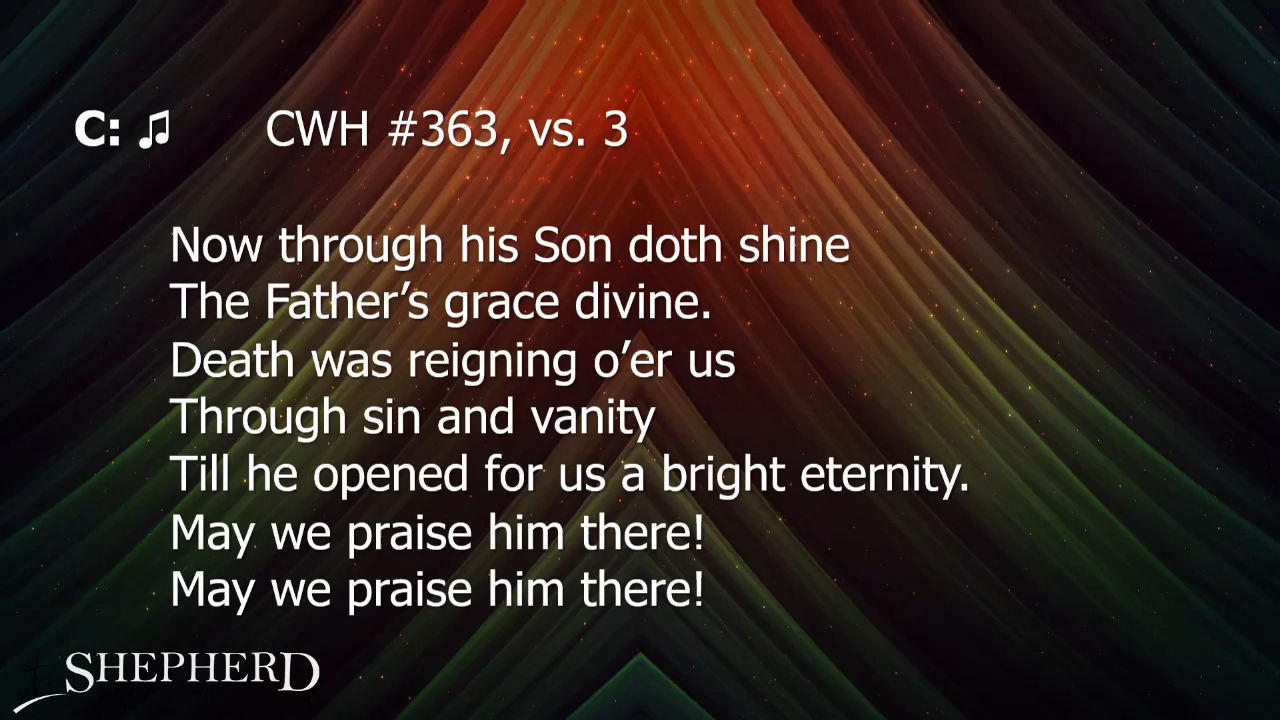 C: ♫ CWH #363, vs. 3
Now through his Son doth shine
The Father’s grace divine.
Death was reigning o’er us
Through sin and vanity
Till he opened for us a bright eternity.
May we praise him there!
May we praise him there!
SHEPHERD